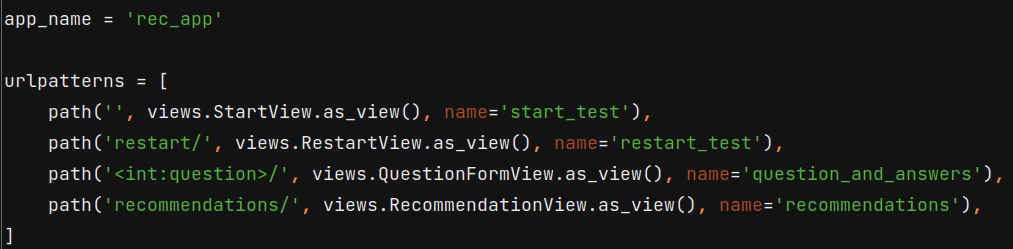 app_name = 'rec_app'

urlpatterns = [
    path('', views.StartView.as_view(), name='start_test'),
    path('restart/', views.RestartView.as_view(), name='restart_test'),
    path('<int:question>/', views.QuestionFormView.as_view(), name='question_and_answers'),
    path('recommendations/', views.RecommendationView.as_view(), name='recommendations'),
]